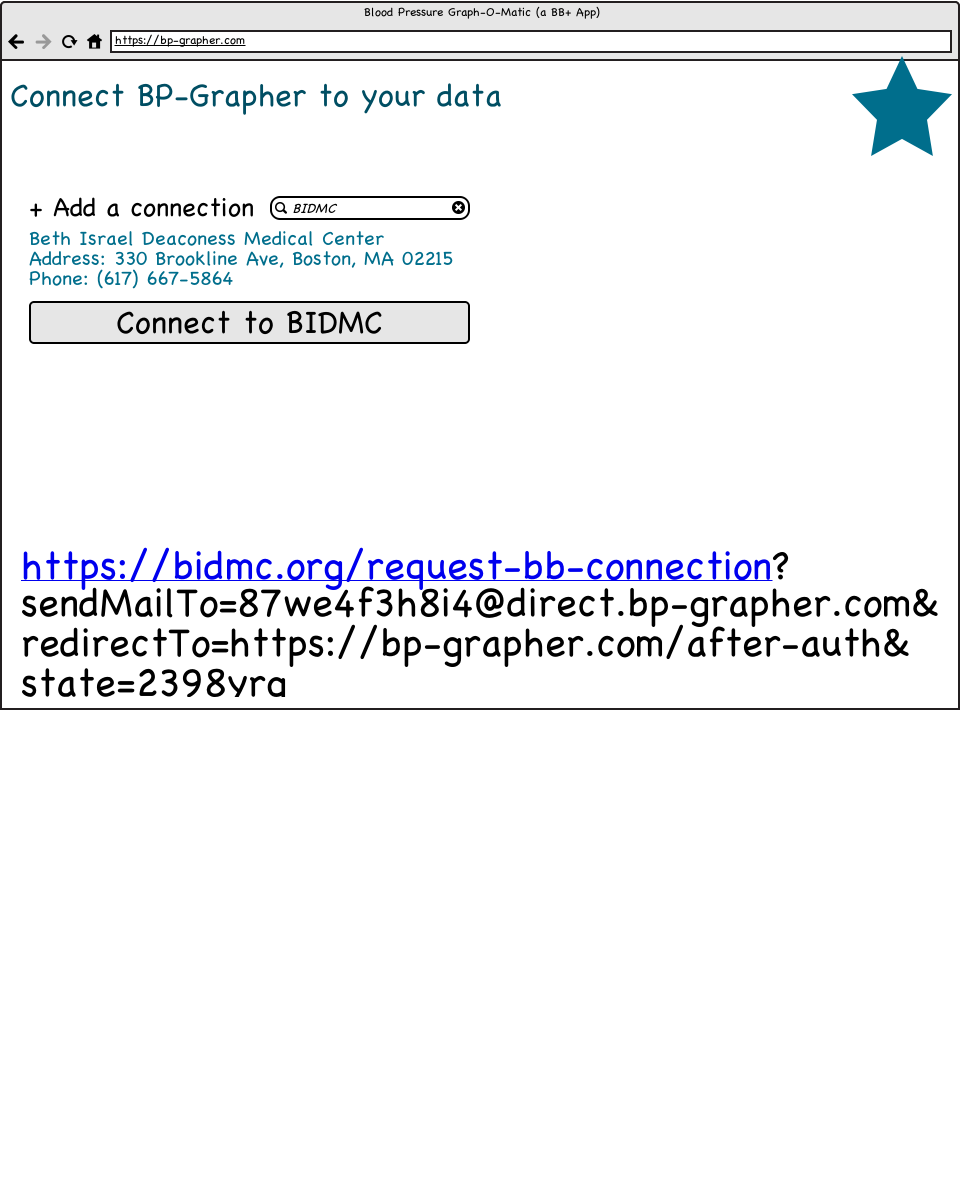 Blood Pressure Graph-O-Matic (a BB+ App)
https://bp-grapher.com
Connect BP-Grapher to your data
+ Add a connection BIDMC
Beth Israel Deaconess Medical Center
Address: 330 Brookline Ave, Boston, MA 02215
Phone: (617) 667-5864
Connect to BIDMC
https://bidmc.org/request-bb-connection?
sendMailTo=87we4f3h8i4@direct.bp-grapher.com&
redirectTo=https://bp-grapher.com/after-auth&
state=2398yra